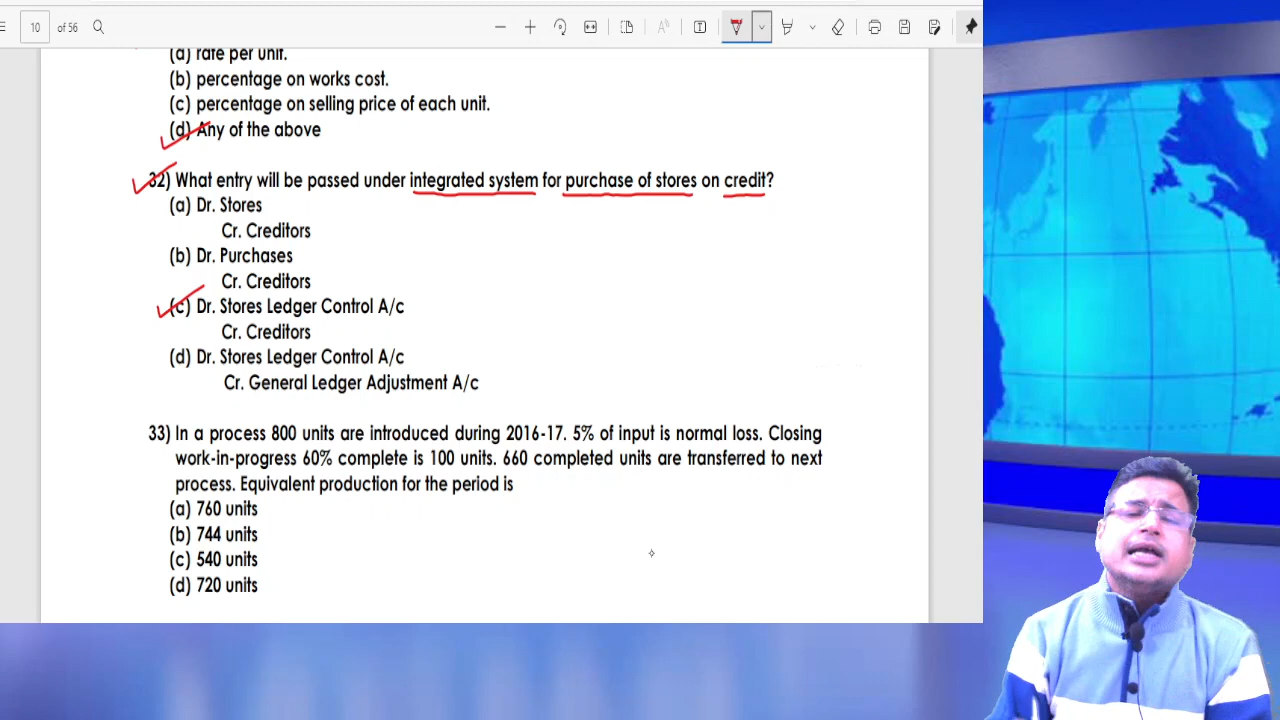 10 of 56
(a) rate per unit.
(b) percentage on works cost.
(c) percentage on selling price of each unit.
(d) Any of the above
32) What entry will be passed under integrated system for purchase of stores on credit?
(a) Dr. Stores
Cr. Creditors
(b) Dr. Purchases
Cr. Creditors
(c) Dr. Stores Ledger Control A/c
Cr. Creditors
(d) Dr. Stores Ledger Control A/c
Cr. General Ledger Adjustment A/c
33) In a process 800 units are introduced during 2016-17. 5% of input is normal loss. Closing
work-in-progress 60% complete is 100 units. 660 completed units are transferred to next
process. Equivalent production for the period is
(a) 760 units
(b) 744 units
(c) 540 units
(d) 720 units